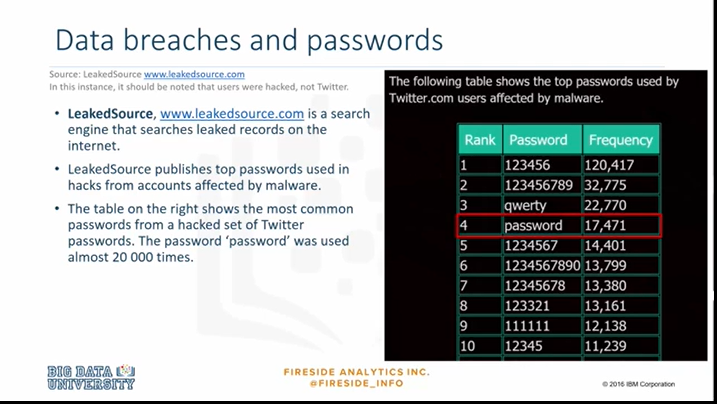 Data breaches and passwords
Source: LeakedSource www.leakedsource.com
In this instance, it should be noted that users were hacked, not Twitter.
• LeakedSource, www.leakedsource.com is a search
engine that searches leaked records on the
internet.
• LeakedSource publishes top passwords used in
hacks from accounts affected by malware.
• The table on the right shows the most common
passwords from a hacked set of Twitter
passwords. The password ‘password’ was used
almost 20 000 times.
The following table shows the top passwords used by
Twitter.com users affected by malware.
Rank Password Frequency
1 123456 120,417
2 123456789 32,775
3 qwerty 22,770
4 password 17,471
5 1234567 14,401
6 1234567890 13,799
7 12345678 13,380
8 123321 13,161
9 111111 12,138
10 12345 11,239
BIG DATA
UNIVERSITY
FIRESIDE ANALYTICS INC.
@FIRESIDE_INFO
© 2016 IBM Corporation